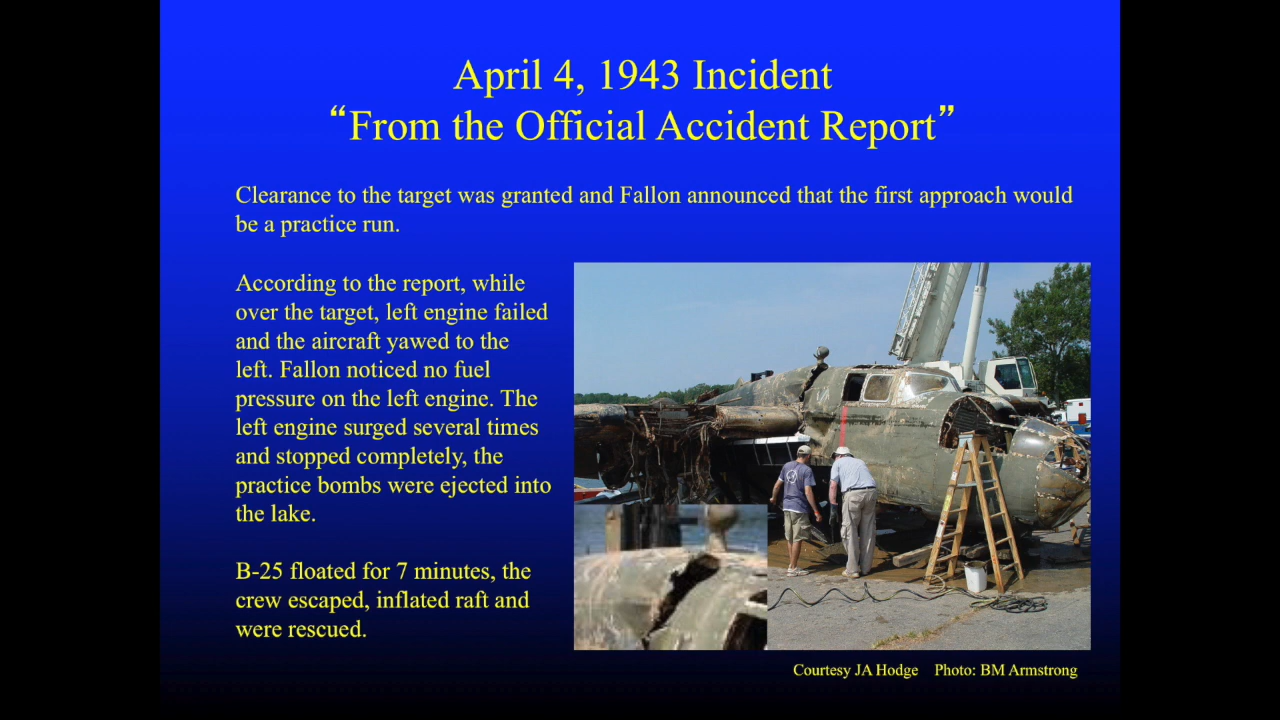 April 4, 1943 Incident
“From the Official Accident Report”
Clearance to the target was granted and Fallon announced that the first approach would
be a practice run.
According to the report, while
over the target, left engine failed
and the aircraft yawed to the
left. Fallon noticed no fuel
pressure on the left engine. The
left engine surged several times
and stopped completely, the
practice bombs were ejected into
the lake.
B-25 floated for 7 minutes, the
crew escaped, inflated raft and
were rescued.
Courtesy JA Hodge Photo: BM Armstrong